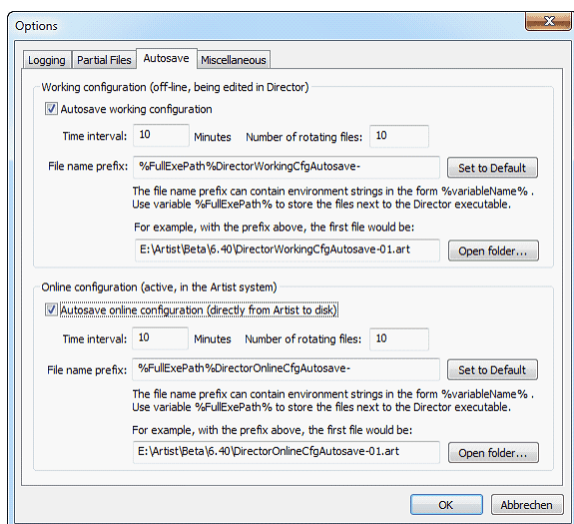 Options
Logging Partial Files Autosave Miscellaneous
Working configuration (off-line, being edited in Director)
Autosave working configuration
Time interval: 10 Minutes Number of rotating files: 10
File name prefix: %FullExePath%DirectorWorkingCfgAutosave- Set to Default
The file name prefix can contain environment strings in the form %variableName% .
Use variable %FullExePath% to store the files next to the Director executable.
For example, with the prefix above, the first file would be:
E:\Artist\Beta\6.40\DirectorWorkingCfgAutosave-01.art Open folder...
Online configuration (active, in the Artist system)
Autosave online configuration (directly from Artist to disk)
Time interval: 10 Minutes Number of rotating files: 10
File name prefix: %FullExePath%DirectorOnlineCfgAutosave- Set to Default
The file name prefix can contain environment strings in the form %variableName% .
Use variable %FullExePath% to store the files next to the Director executable.
For example, with the prefix above, the first file would be:
E:\Artist\Beta\6.40\DirectorOnlineCfgAutosave-01.art Open folder...
OK Abbrechen